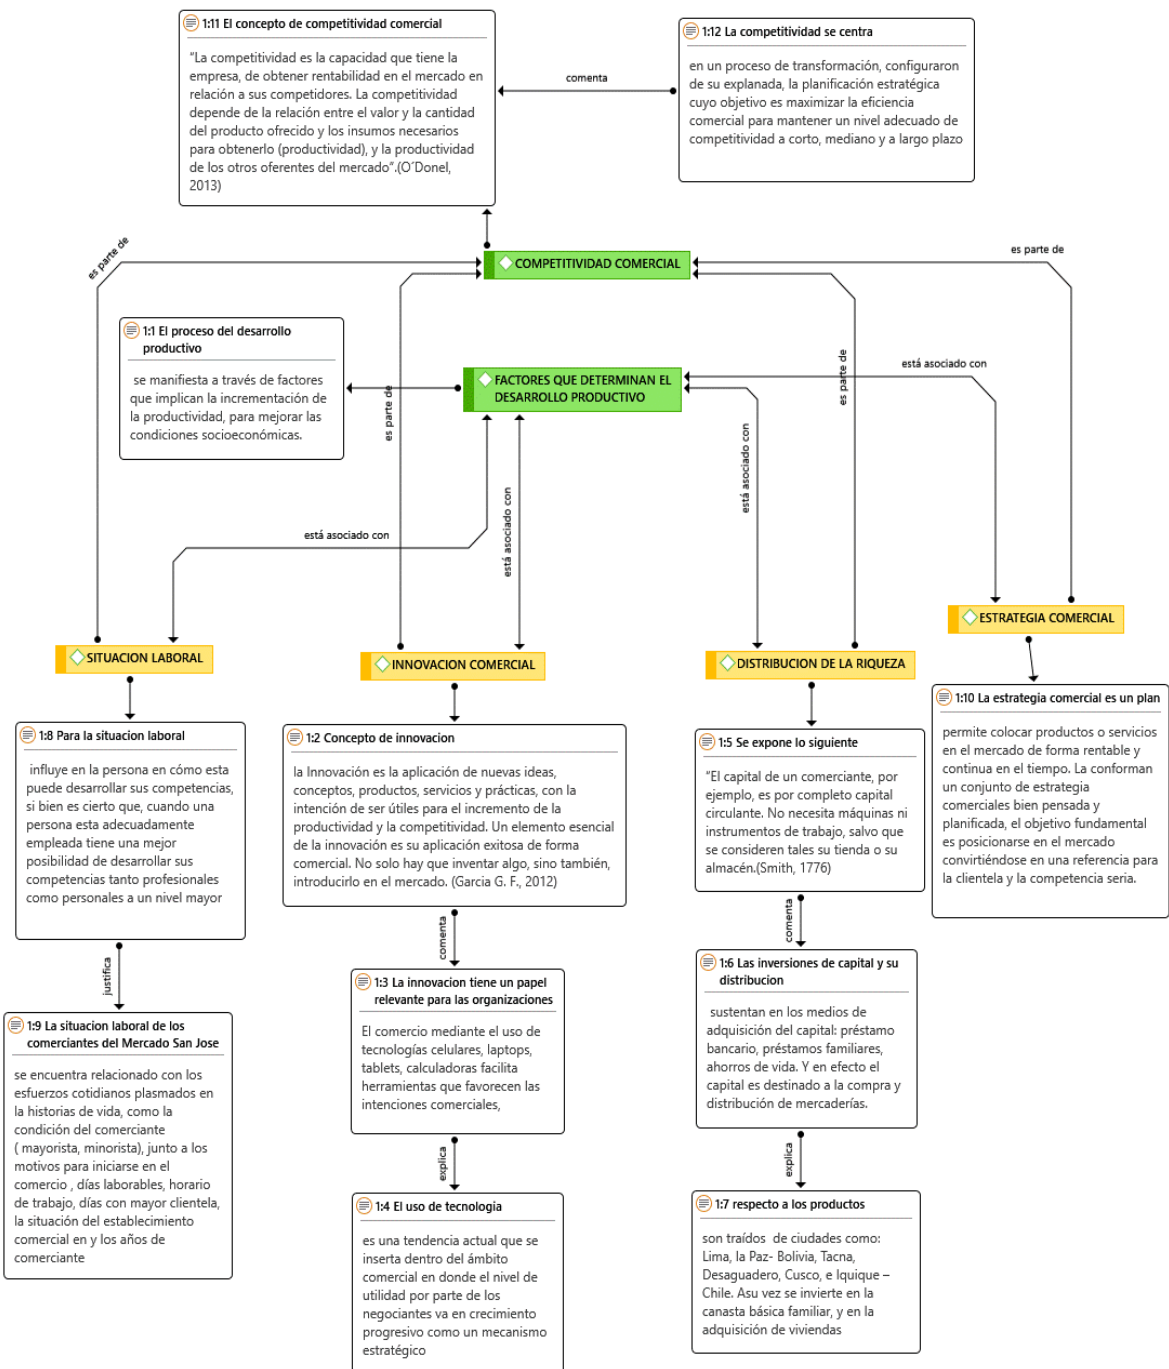 1:11 El concepto de competitividad comercial
“La competitividad es la capacidad que tiene la
empresa, de obtener rentabilidad en el mercado en
relación a sus competidores. La competitividad
depende de la relación entre el valor y la cantidad
del producto ofrecido y los insumos necesarios
para obtenerlo (productividad), y la productividad
de los otros oferentes del mercado”.(O´Donel,
2013)
comenta
1:12 La competitividad se centra
en un proceso de transformación, configuraron
de su explanada, la planificación estratégica
cuyo objetivo es maximizar la eficiencia
comercial para mantener un nivel adecuado de
competitividad a corto, mediano y a largo plazo
es parte de
COMPETITIVIDAD COMERCIAL
es parte de
1:1 El proceso del desarrollo
productivo
se manifiesta a través de factores
que implican la incrementación de
la productividad, para mejorar las
condiciones socioeconómicas.
es parte de
FACTORES QUE DETERMINAN EL
DESARROLLO PRODUCTIVO
es parte de
está asociado con
está asociado con
está asociado con
está asociado con
SITUACION LABORAL
INNOVACION COMERCIAL
DISTRIBUCION DE LA RIQUEZA
ESTRATEGIA COMERCIAL
1:8 Para la situacion laboral
influye en la persona en cómo esta
puede desarrollar sus competencias,
si bien es cierto que, cuando una
persona esta adecuadamente
empleada tiene una mejor
posibilidad de desarrollar sus
competencias tanto profesionales
como personales a un nivel mayor
justifica
1:9 La situacion laboral de los
comerciantes del Mercado San Jose
se encuentra relacionado con los
esfuerzos cotidianos plasmados en
la historias de vida, como la
condición del comerciante
( mayorista, minorista), junto a los
motivos para iniciarse en el
comercio , días laborables, horario
de trabajo, días con mayor clientela,
la situación del establecimiento
comercial en y los años de
comerciante
1:2 Concepto de innovacion
la Innovación es la aplicación de nuevas ideas,
conceptos, productos, servicios y prácticas, con la
intención de ser útiles para el incremento de la
productividad y la competitividad. Un elemento esencial
de la innovación es su aplicación exitosa de forma
comercial. No solo hay que inventar algo, sino también,
introducirlo en el mercado. (Garcia G. F., 2012)
comenta
1:3 La innovacion tiene un papel
relevante para las organizaciones
El comercio mediante el uso de
tecnologías celulares, laptops,
tablets, calculadoras facilita
herramientas que favorecen las
intenciones comerciales,
explica
1:4 El uso de tecnologia
es una tendencia actual que se
inserta dentro del ámbito
comercial en donde el nivel de
utilidad por parte de los
negociantes va en crecimiento
progresivo como un mecanismo
estratégico
1:5 Se expone lo siguiente
“El capital de un comerciante, por
ejemplo, es por completo capital
circulante. No necesita máquinas ni
instrumentos de trabajo, salvo que
se consideren tales su tienda o su
almacén.(Smith, 1776)
comenta
1:6 Las inversiones de capital y su
distribucion
sustentan en los medios de
adquisición del capital: préstamo
bancario, préstamos familiares,
ahorros de vida. Y en efecto el
capital es destinado a la compra y
distribución de mercaderías.
explica
1:7 respecto a los productos
son traídos de ciudades como:
Lima, la Paz- Bolivia, Tacna,
Desaguadero, Cusco, e Iquique –
Chile. Asu vez se invierte en la
canasta básica familiar, y en la
adquisición de viviendas
1:10 La estrategia comercial es un plan
permite colocar productos o servicios
en el mercado de forma rentable y
continua en el tiempo. La conforman
un conjunto de estrategia
comerciales bien pensada y
planificada, el objetivo fundamental
es posicionarse en el mercado
convirtiéndose en una referencia para
la clientela y la competencia seria.